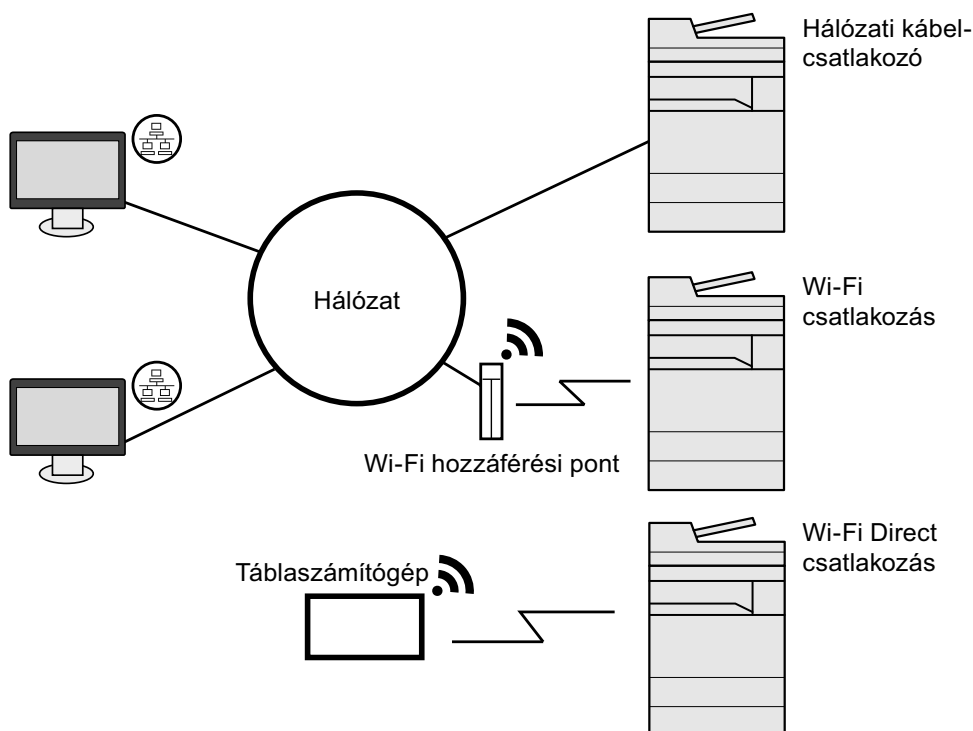 Hálózati kábel-
csatlakozó
Hálózat
Wi-Fi
csatlakozás
Wi-Fi hozzáférési pont
Wi-Fi Direct
csatlakozás
Táblaszámítógép